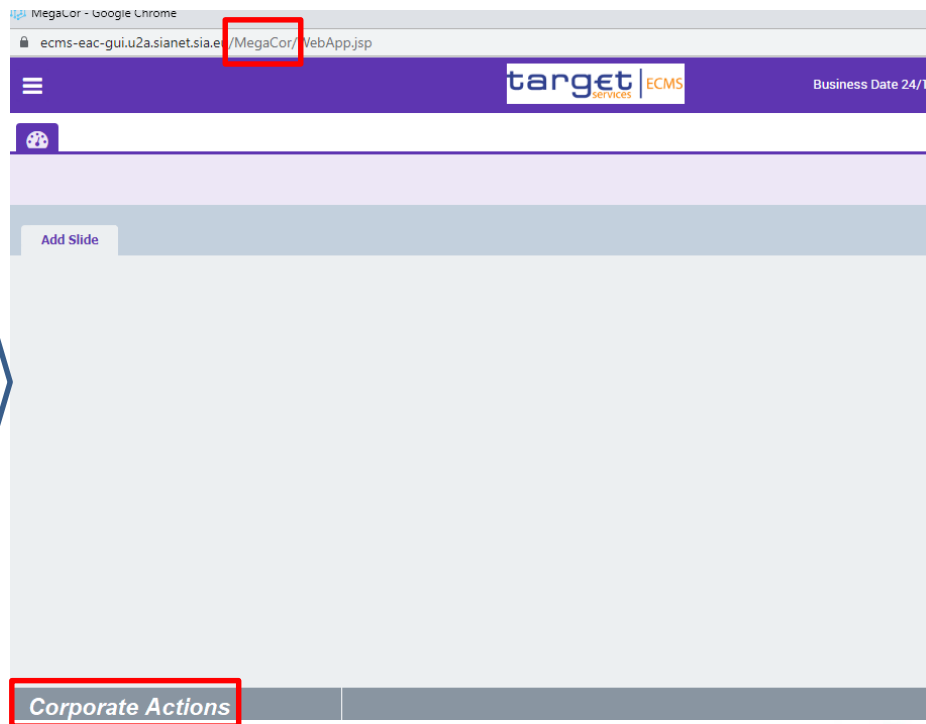 MegaCor - Google Chrome
ecms-eac-gui.u2a.sianet.sia.eu/MegaCor/WebApp.jsp
target services ECMS
Business Date 24/1
Add Slide
Corporate Actions